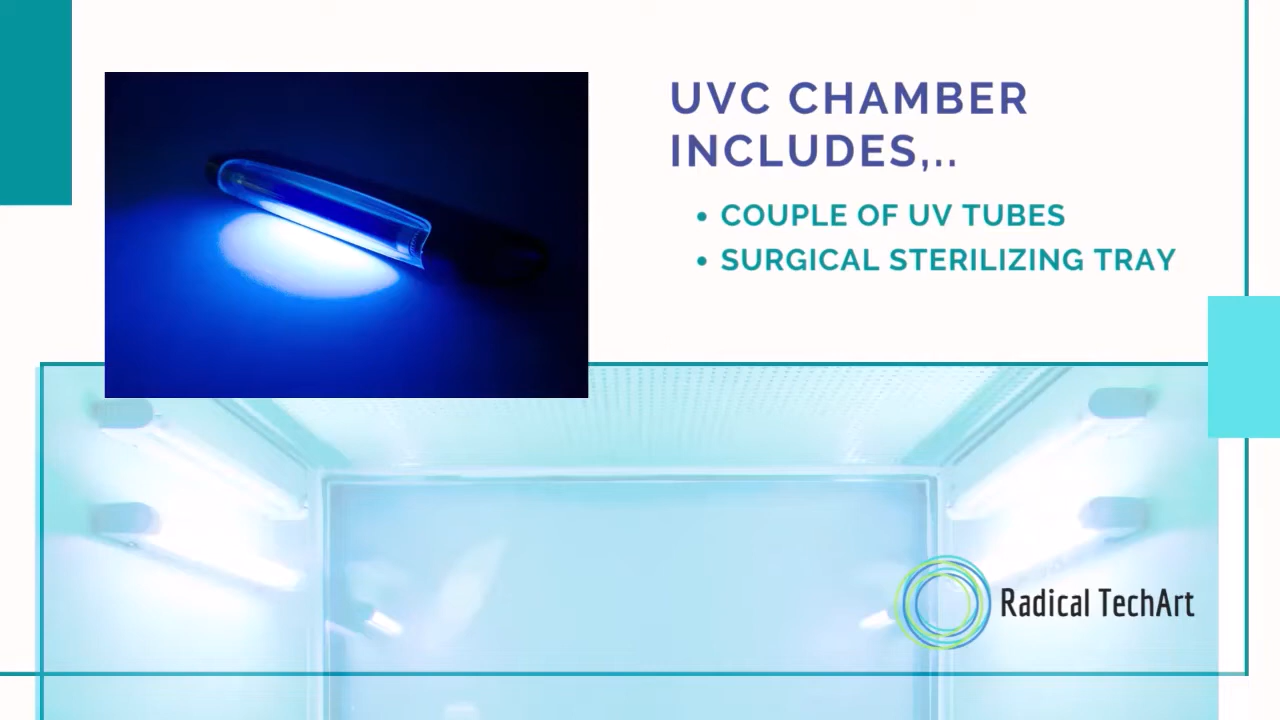 UVC CHAMBER
INCLUDES,..
• COUPLE OF UV TUBES
• SURGICAL STERILIZING TRAY
Radical TechArt